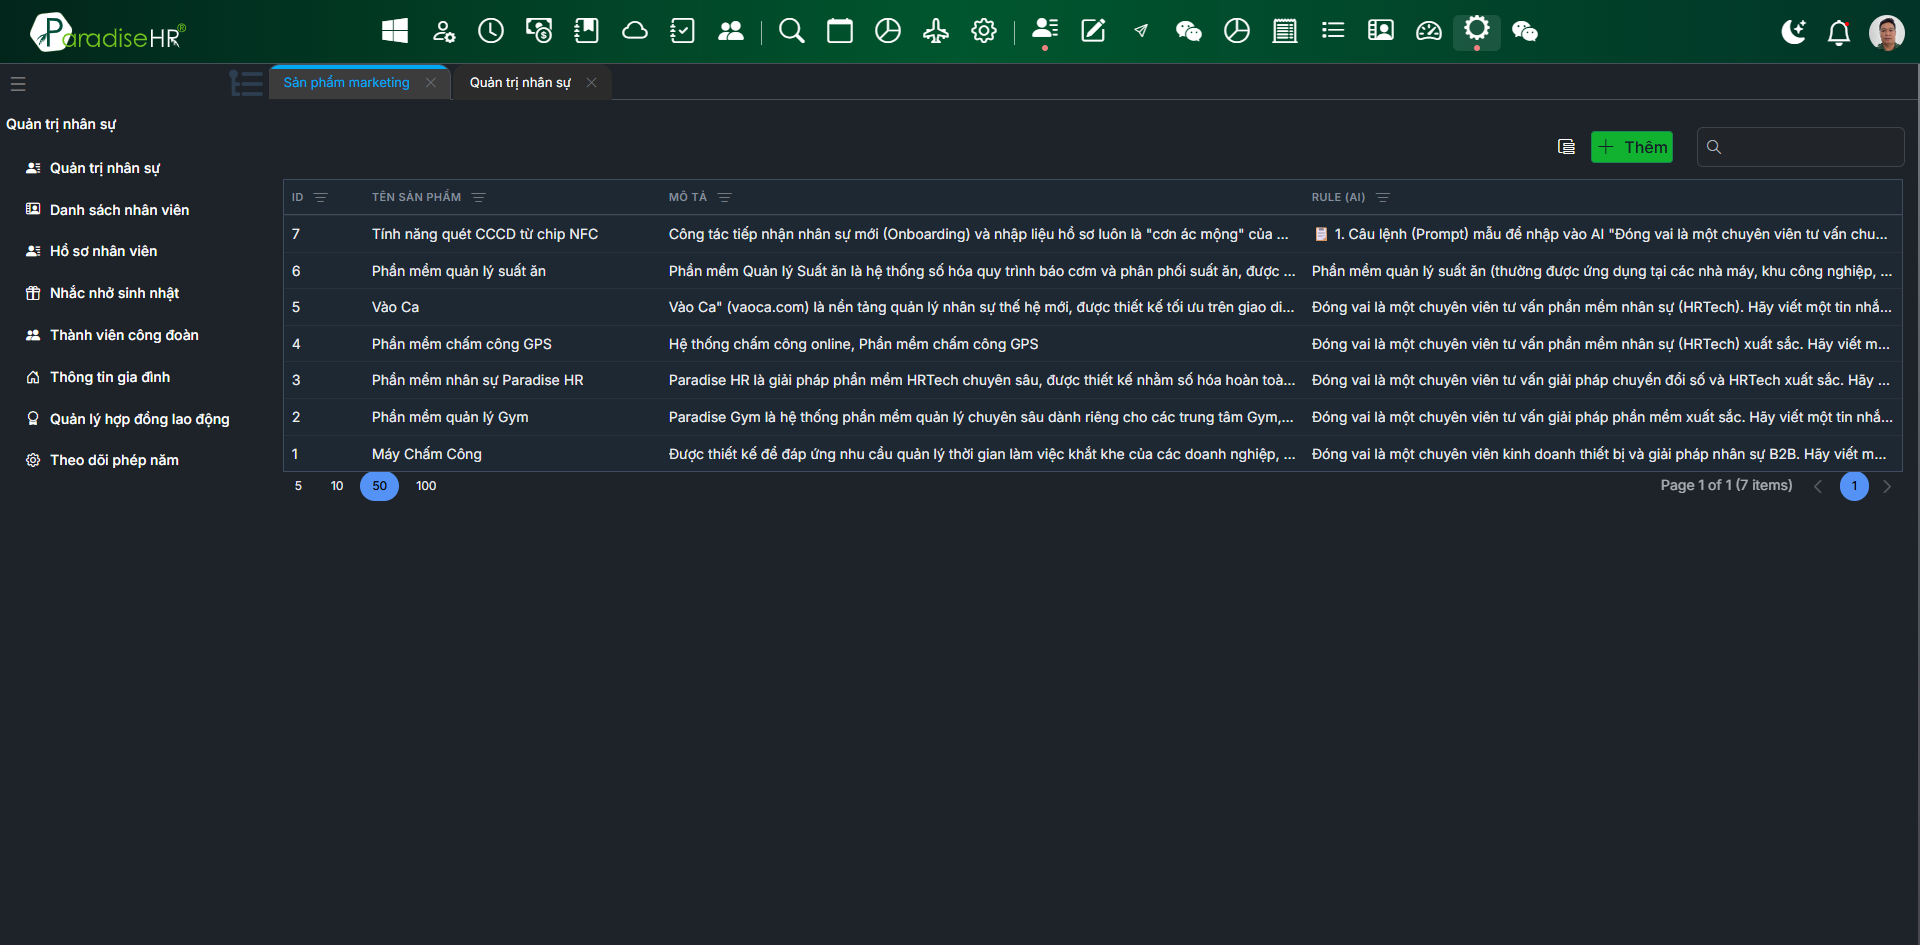 ParadiseHR®
Sản phẩm marketing
Quản trị nhân sự
Quản trị nhân sự
Quản trị nhân sự
Danh sách nhân viên
Hồ sơ nhân viên
Nhắc nhở sinh nhật
Thành viên công đoàn
Thông tin gia đình
Quản lý hợp đồng lao động
Theo dõi phép năm
Thêm
ID TÊN SẢN PHẨM MÔ TẢ RULE (AI)
7 Tính năng quét CCCD từ chip NFC Công tác tiếp nhận nhân sự mới (Onboarding) và nhập liệu hồ sơ luôn là "cơn ác mộng" của ... 📋 1. Câu lệnh (Prompt) mẫu để nhập vào AI "Đóng vai là một chuyên viên tư vấn chu...
6 Phần mềm quản lý suất ăn Phần mềm Quản lý Suất ăn là hệ thống số hóa quy trình báo cơm và phân phối suất ăn, được ... Phần mềm quản lý suất ăn (thường được ứng dụng tại các nhà máy, khu công nghiệp, ...
5 Vào Ca Vào Ca" (vaoca.com) là nền tảng quản lý nhân sự thế hệ mới, được thiết kế tối ưu trên giao di... Đóng vai là một chuyên viên tư vấn phần mềm nhân sự (HRTech). Hãy viết một tin nhắ...
4 Phần mềm chấm công GPS Hệ thống chấm công online, Phần mềm chấm công GPS Đóng vai là một chuyên viên tư vấn phần mềm nhân sự (HRTech) xuất sắc. Hãy viết m...
3 Phần mềm nhân sự Paradise HR Paradise HR là giải pháp phần mềm HRTech chuyên sâu, được thiết kế nhằm số hóa hoàn toà... Đóng vai là một chuyên viên tư vấn giải pháp chuyển đổi số và HRTech xuất sắc. Hãy ...
2 Phần mềm quản lý Gym Paradise Gym là hệ thống phần mềm quản lý chuyên sâu dành riêng cho các trung tâm Gym,... Đóng vai là một chuyên viên tư vấn giải pháp phần mềm xuất sắc. Hãy viết một tin nhắ...
1 Máy Chấm Công Được thiết kế để đáp ứng nhu cầu quản lý thời gian làm việc khắt khe của các doanh nghiệp, ... Đóng vai là một chuyên viên kinh doanh thiết bị và giải pháp nhân sự B2B. Hãy viết m...
5 10 50 100 Page 1 of 1 (7 items) 1